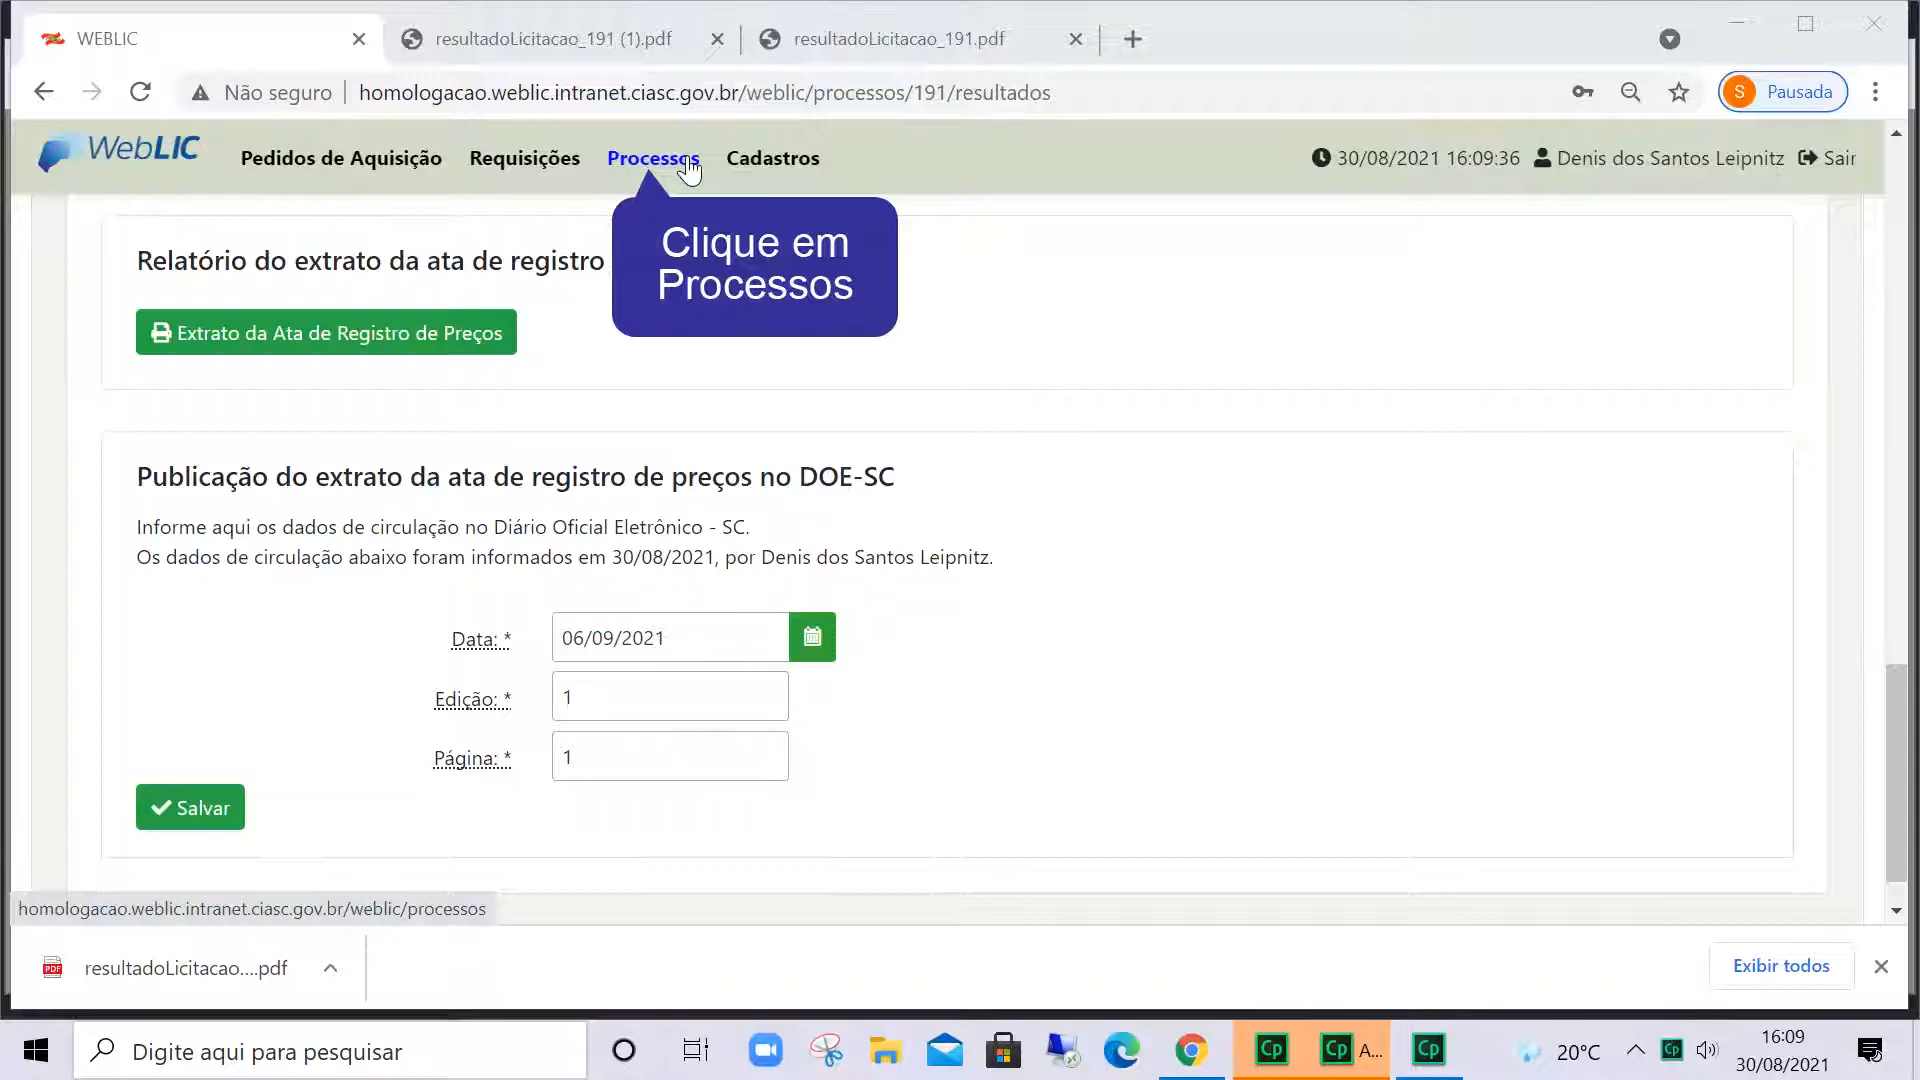 WEBLIC
resultadoLicitacao_191 (1).pdf
resultadoLicitacao_191.pdf
Não seguro
homologacao.weblic.intranet.ciasc.gov.br/weblic/processos/191/resultados
S Pausada
WebLIC
Pedidos de Aquisição
Requisições
Processos
Cadastros
30/08/2021 16:09:36
Denis dos Santos Leipnitz
Sair
Clique em
Processos
Relatório do extrato da ata de registro
Extrato da Ata de Registro de Preços
Publicação do extrato da ata de registro de preços no DOE-SC
Informe aqui os dados de circulação no Diário Oficial Eletrônico - SC.
Os dados de circulação abaixo foram informados em 30/08/2021, por Denis dos Santos Leipnitz.
Data: * 06/09/2021
Edição: * 1
Página: * 1
Salvar
homologacao.weblic.intranet.ciasc.gov.br/weblic/processos
PDF
resultadoLicitacao....pdf
Exibir todos
Digite aqui para pesquisar
Cp
Cp A...
Cp
20°C
Cp
16:09
30/08/2021